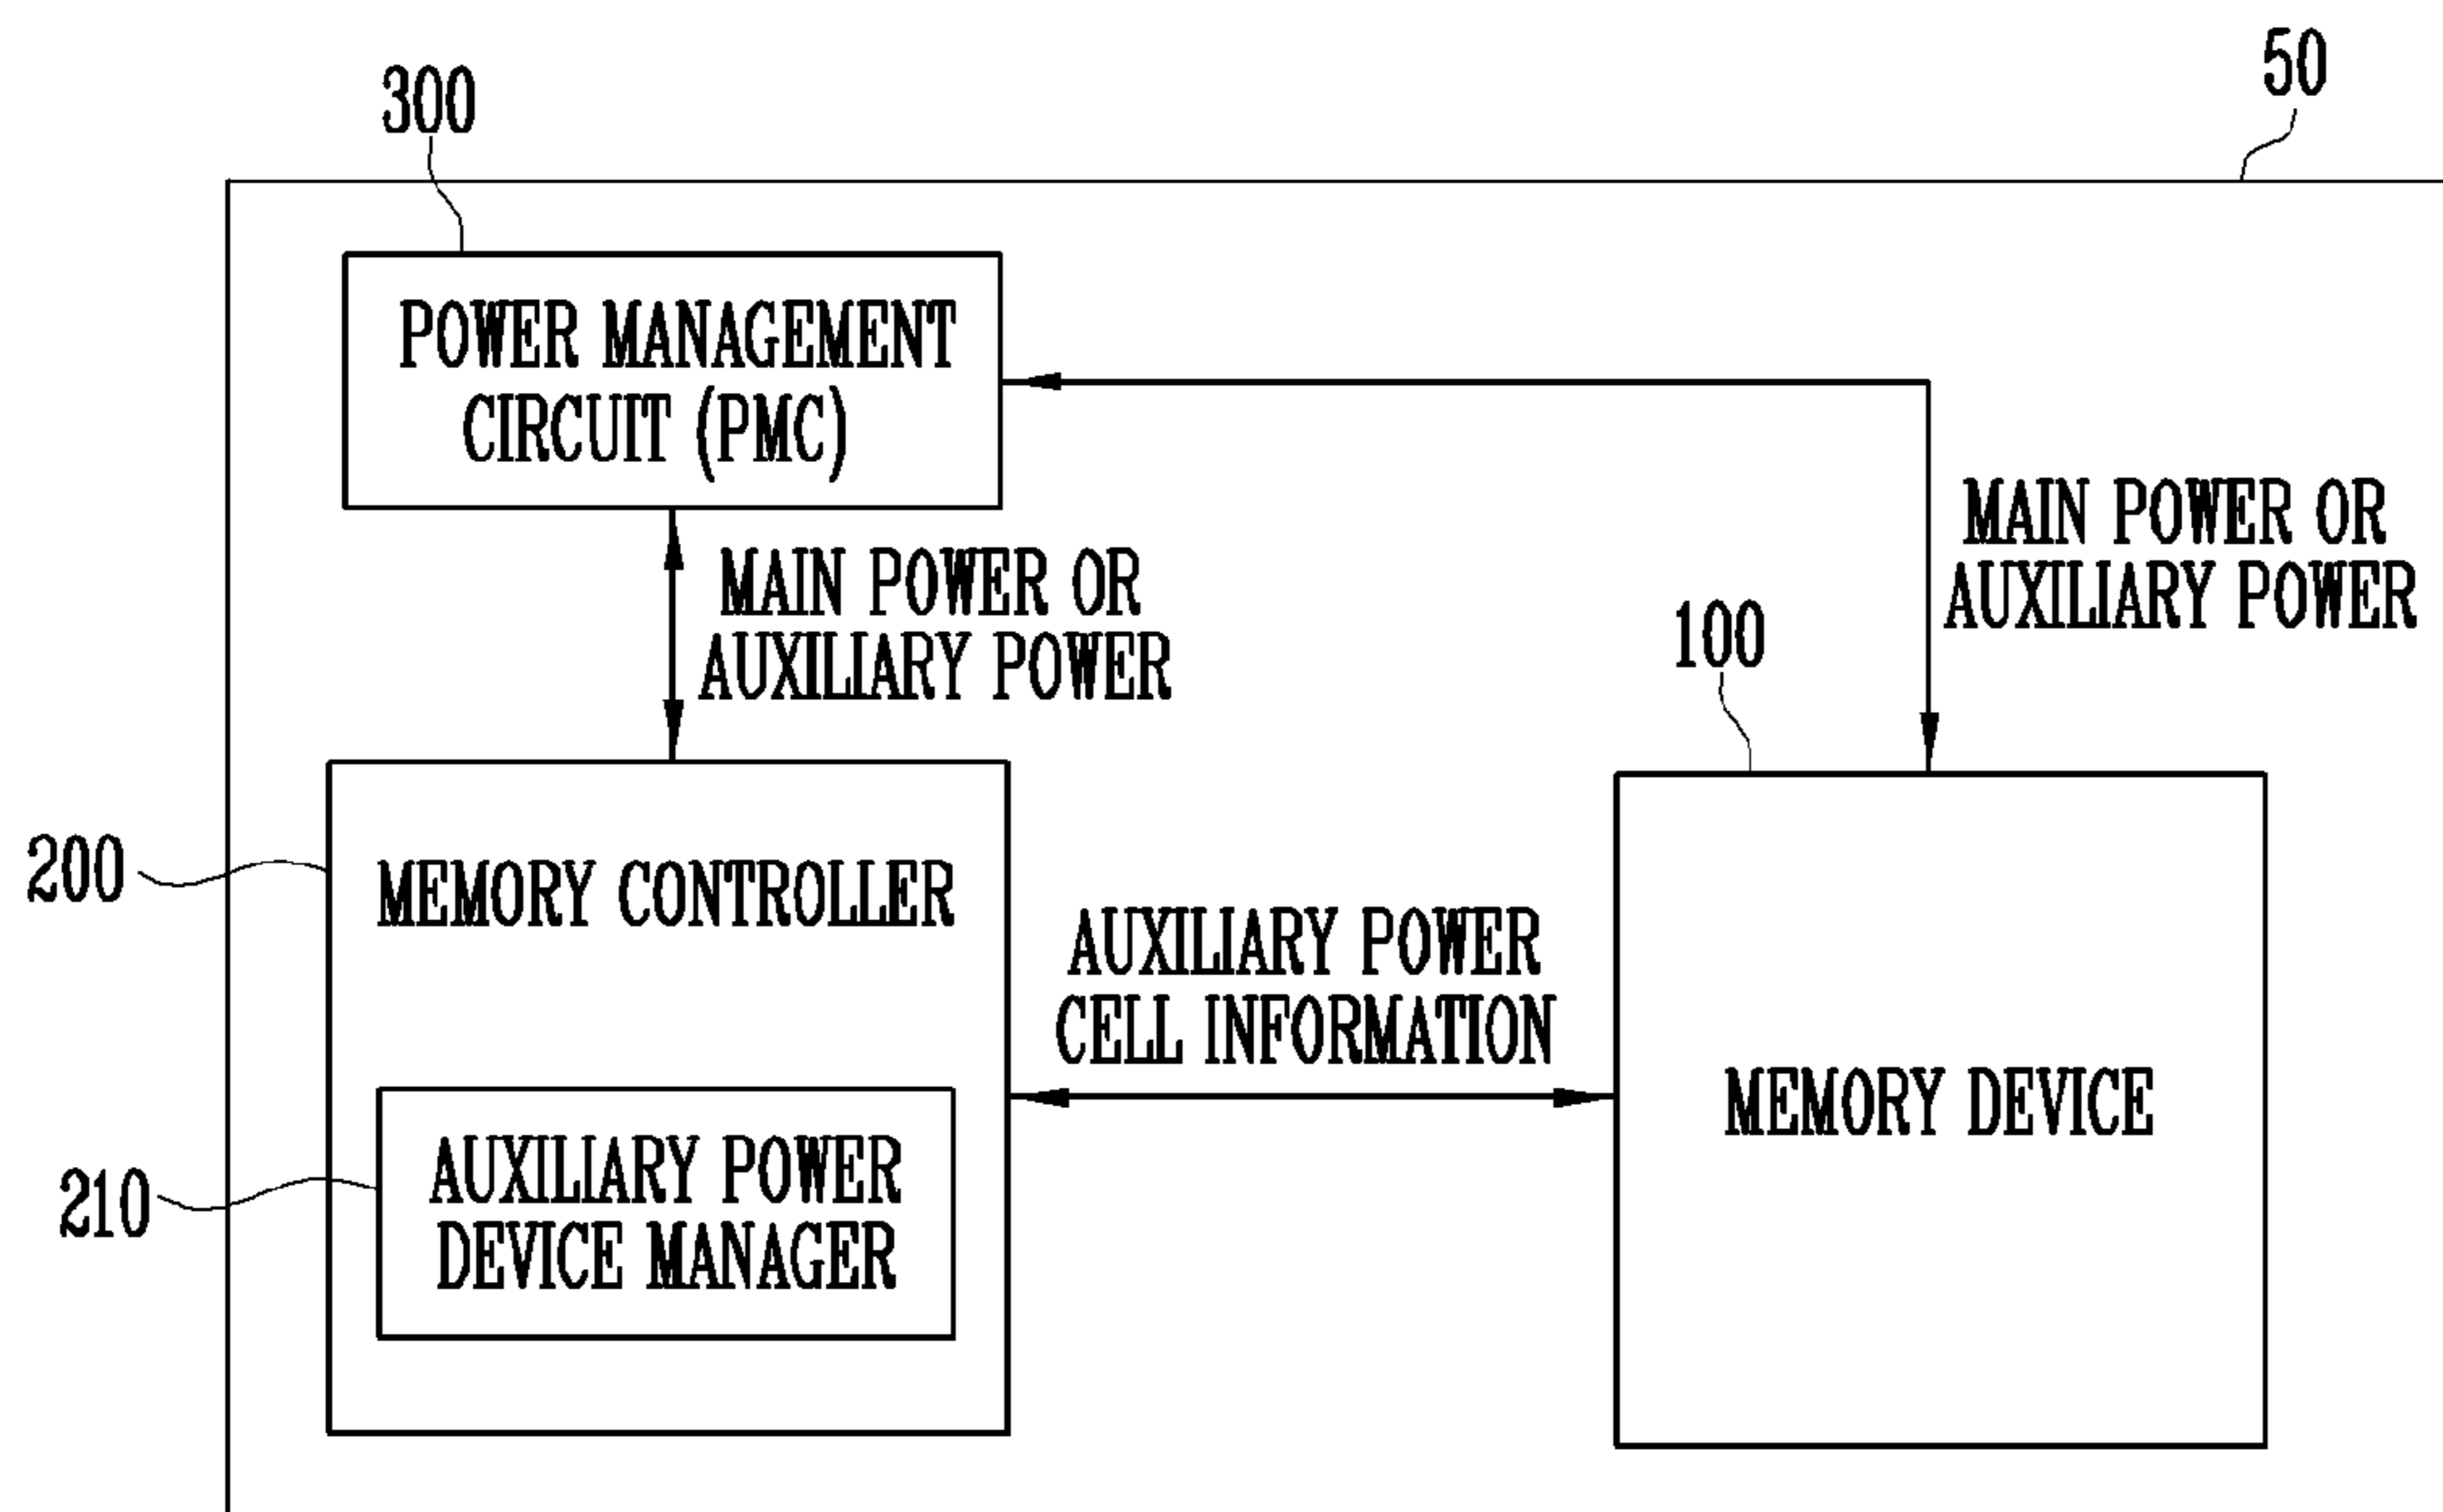 50
300
POWER MANAGEMENT
CIRCUIT (PMC)
MAIN POWER OR
AUXILIARY POWER
MAIN POWER OR
AUXILIARY POWER
100
200
MEMORY CONTROLLER
AUXILIARY POWER
CELL INFORMATION
MEMORY DEVICE
210
AUXILIARY POWER
DEVICE MANAGER